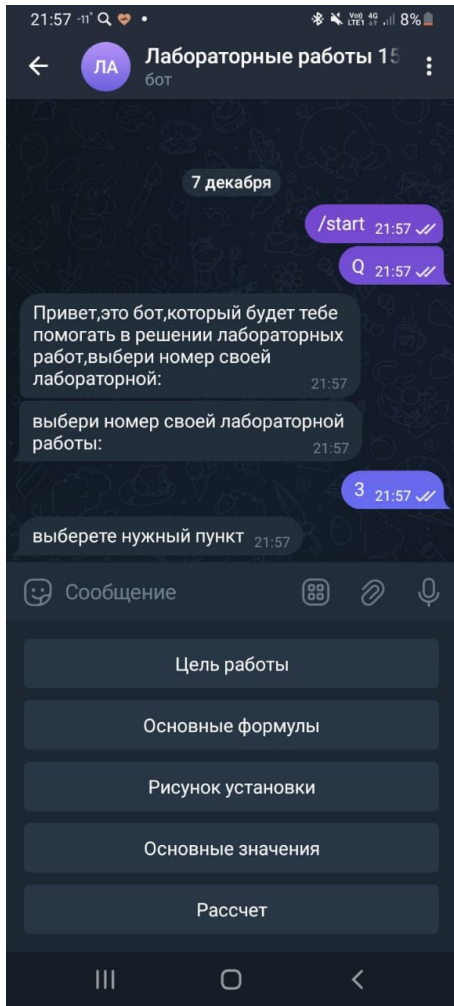 21:57 -11° 8%
ЛА
Лабораторные работы 15
бот
7 декабря
/start 21:57
Q 21:57
Привет,это бот,который будет тебе
помогать в решении лабораторных
работ,выбери номер своей
лабораторной:
21:57
выбери номер своей лабораторной
работы:
21:57
3 21:57
выберете нужный пункт 21:57
Сообщение
Цель работы
Основные формулы
Рисунок установки
Основные значения
Рассчет